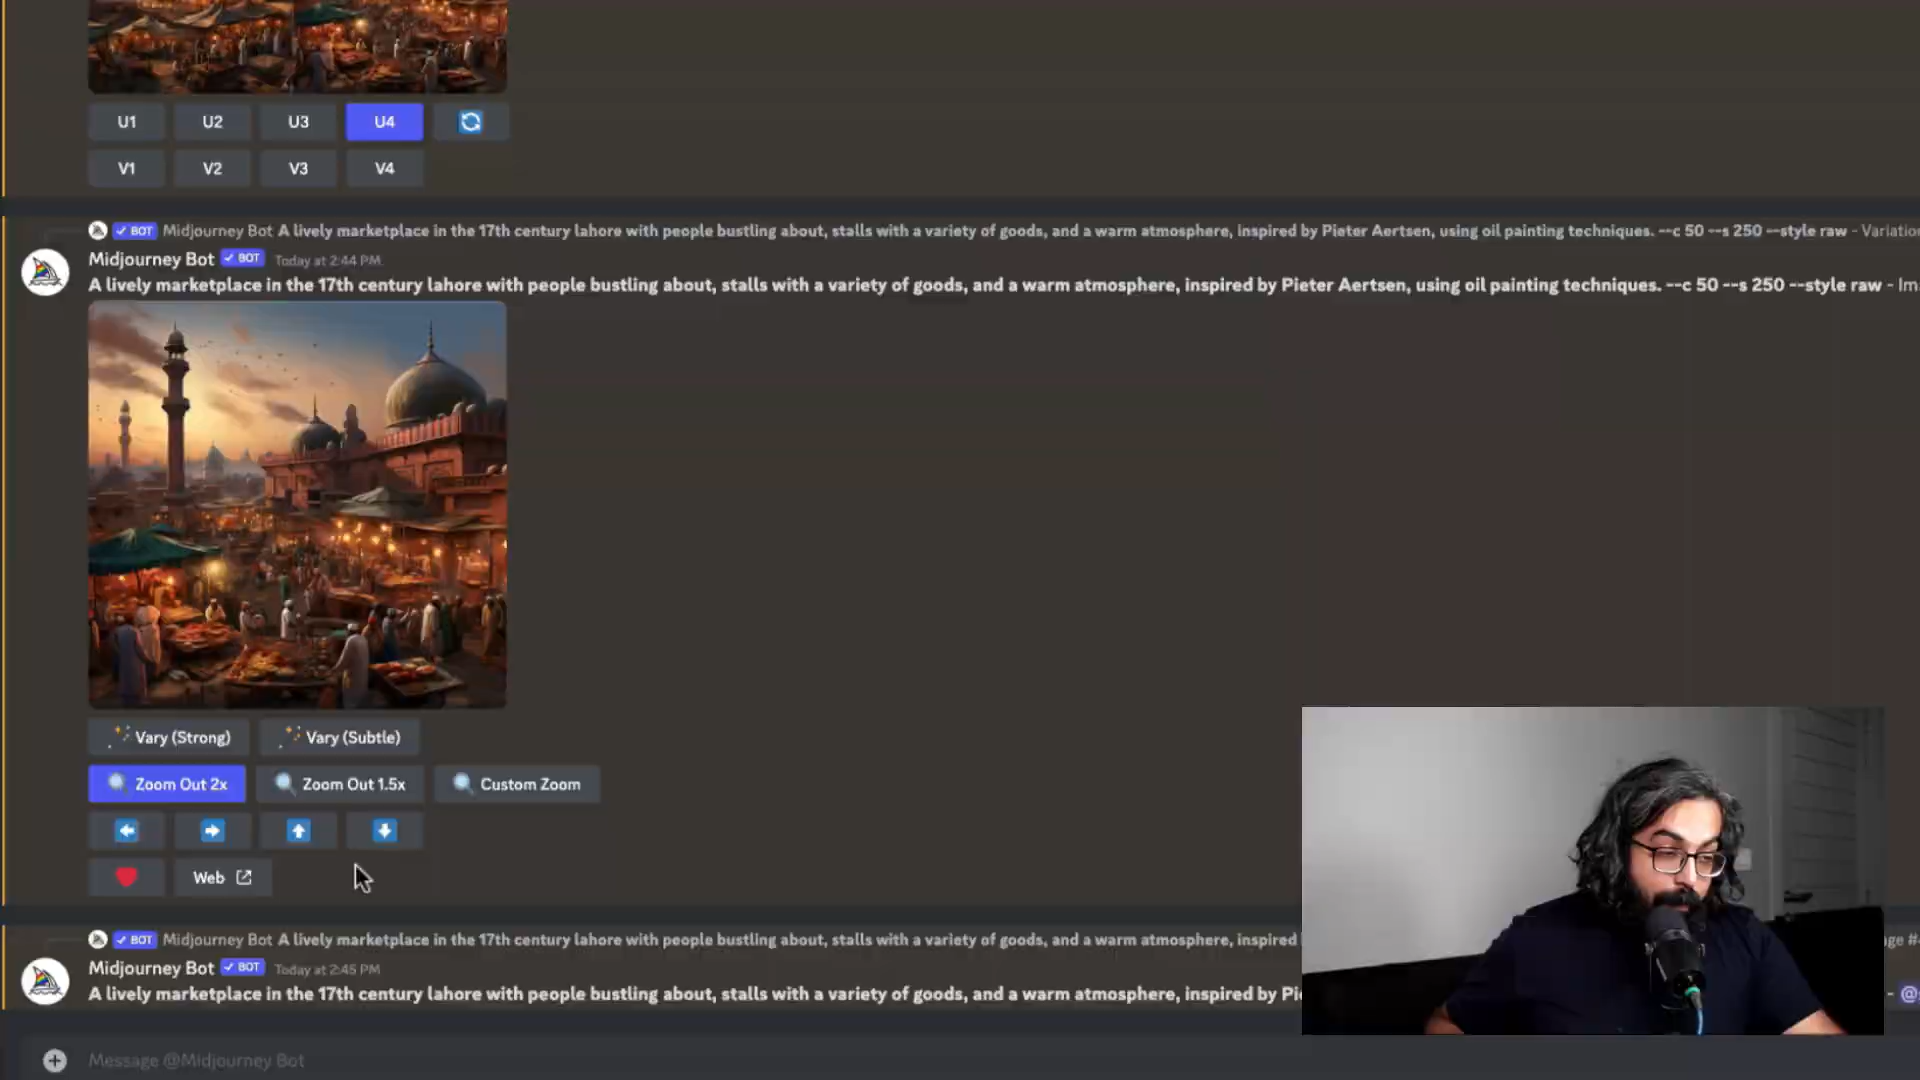 U1 U2 U3 U4
V1 V2 V3 V4
BOT Midjourney Bot A lively marketplace in the 17th century lahore with people bustling about, stalls with a variety of goods, and a warm atmosphere, inspired by Pieter Aertsen, using oil painting techniques. --c 50 --s 250 --style raw - Variatio
Midjourney Bot BOT Today at 2:44 PM
A lively marketplace in the 17th century lahore with people bustling about, stalls with a variety of goods, and a warm atmosphere, inspired by Pieter Aertsen, using oil painting techniques. --c 50 --s 250 --style raw - Im
Vary (Strong) Vary (Subtle)
Zoom Out 2x Zoom Out 1.5x Custom Zoom
Web
BOT Midjourney Bot A lively marketplace in the 17th century lahore with people bustling about, stalls with a variety of goods, and a warm atmosphere, inspired ge #
Midjourney Bot BOT Today at 2:45 PM
A lively marketplace in the 17th century lahore with people bustling about, stalls with a variety of goods, and a warm atmosphere, inspired by Pi - @
Message @Midjourney Bot